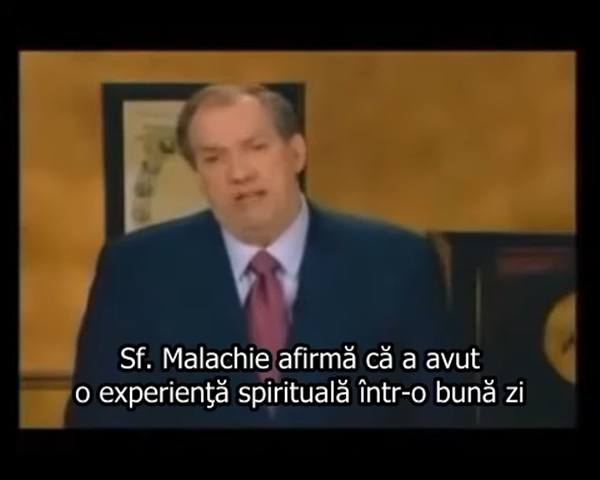 Sf. Malachie afirmă că a avut
o experienţă spirituală într-o bună zi